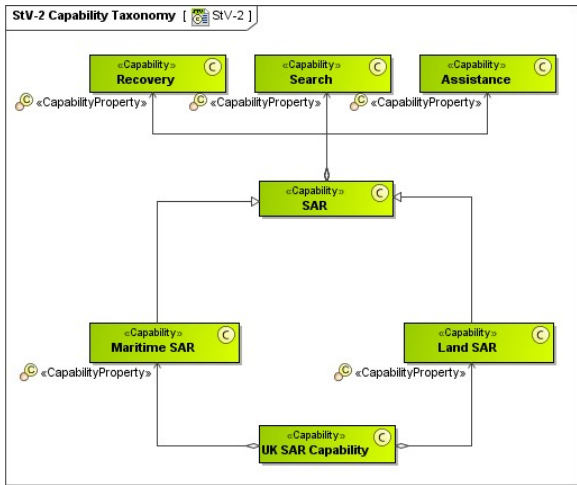 StV-2 Capability Taxonomy [ StV-2 ]
«Capability» C
Recovery
«Capability» C
Search
«Capability» C
Assistance
C «CapabilityProperty»
C «CapabilityProperty»
C «CapabilityProperty»
«Capability» C
SAR
«Capability» C
Maritime SAR
«Capability» C
Land SAR
C «CapabilityProperty»
C «CapabilityProperty»
«Capability» C
UK SAR Capability